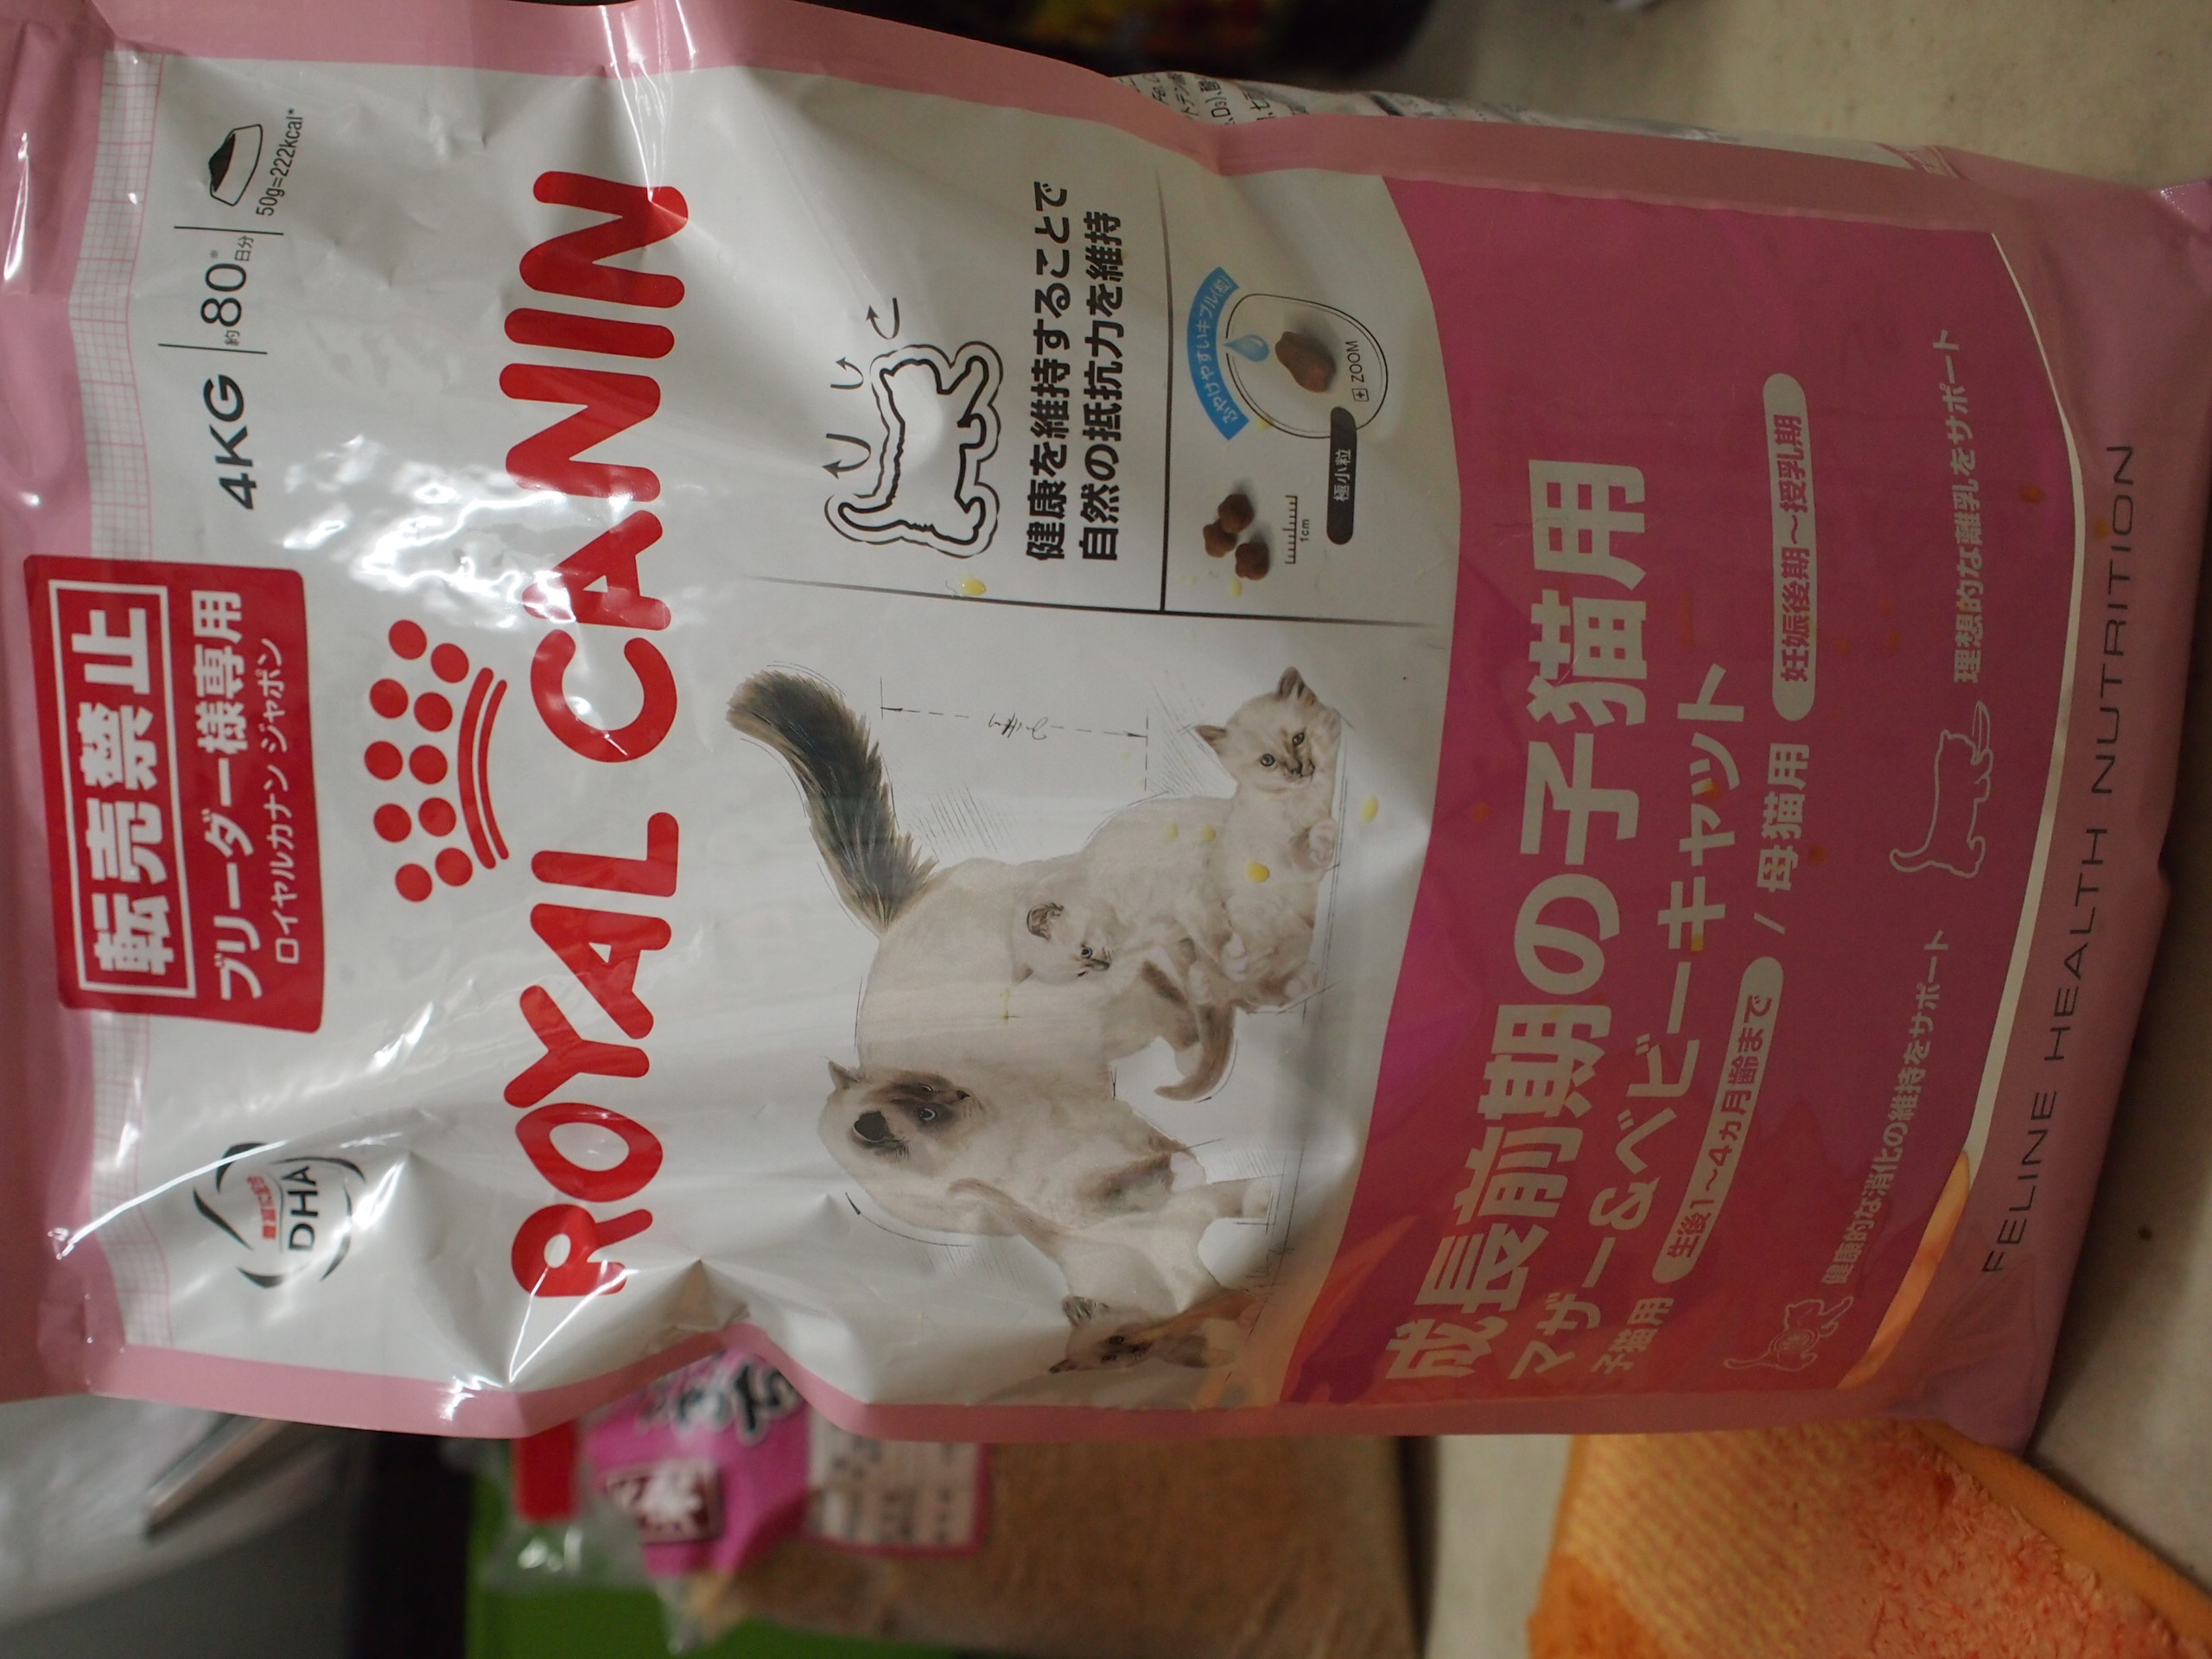 転売禁止
ブリーダー様専用
ロイヤルカナン ジャポン
DHA
4KG
約80*日分
50g=222kcal*
ROYAL CANIN
健康を維持することで
自然の抵抗力を維持
ふやけやすいキブル(粒)
ZOOM
1cm
極小粒
成長前期の子猫用
マザー&ベビーキャット
子猫用 生後1~4ヵ月齢まで / 母猫用 妊娠後期~授乳期
健康的な消化の維持をサポート
理想的な離乳をサポート
FELINE HEALTH NUTRITION